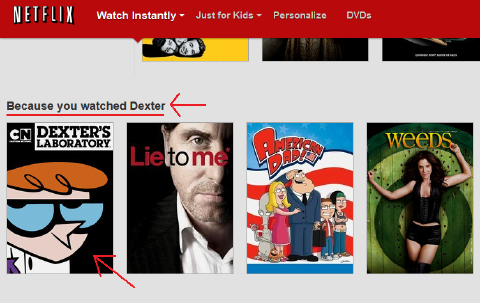 NETFLIX
Watch Instantly Just for Kids Personalize DVDs
Because you watched Dexter
CN DEXTER'S
LABORATORY
Lie to me
AMERICAN
DAD!
WEEDS